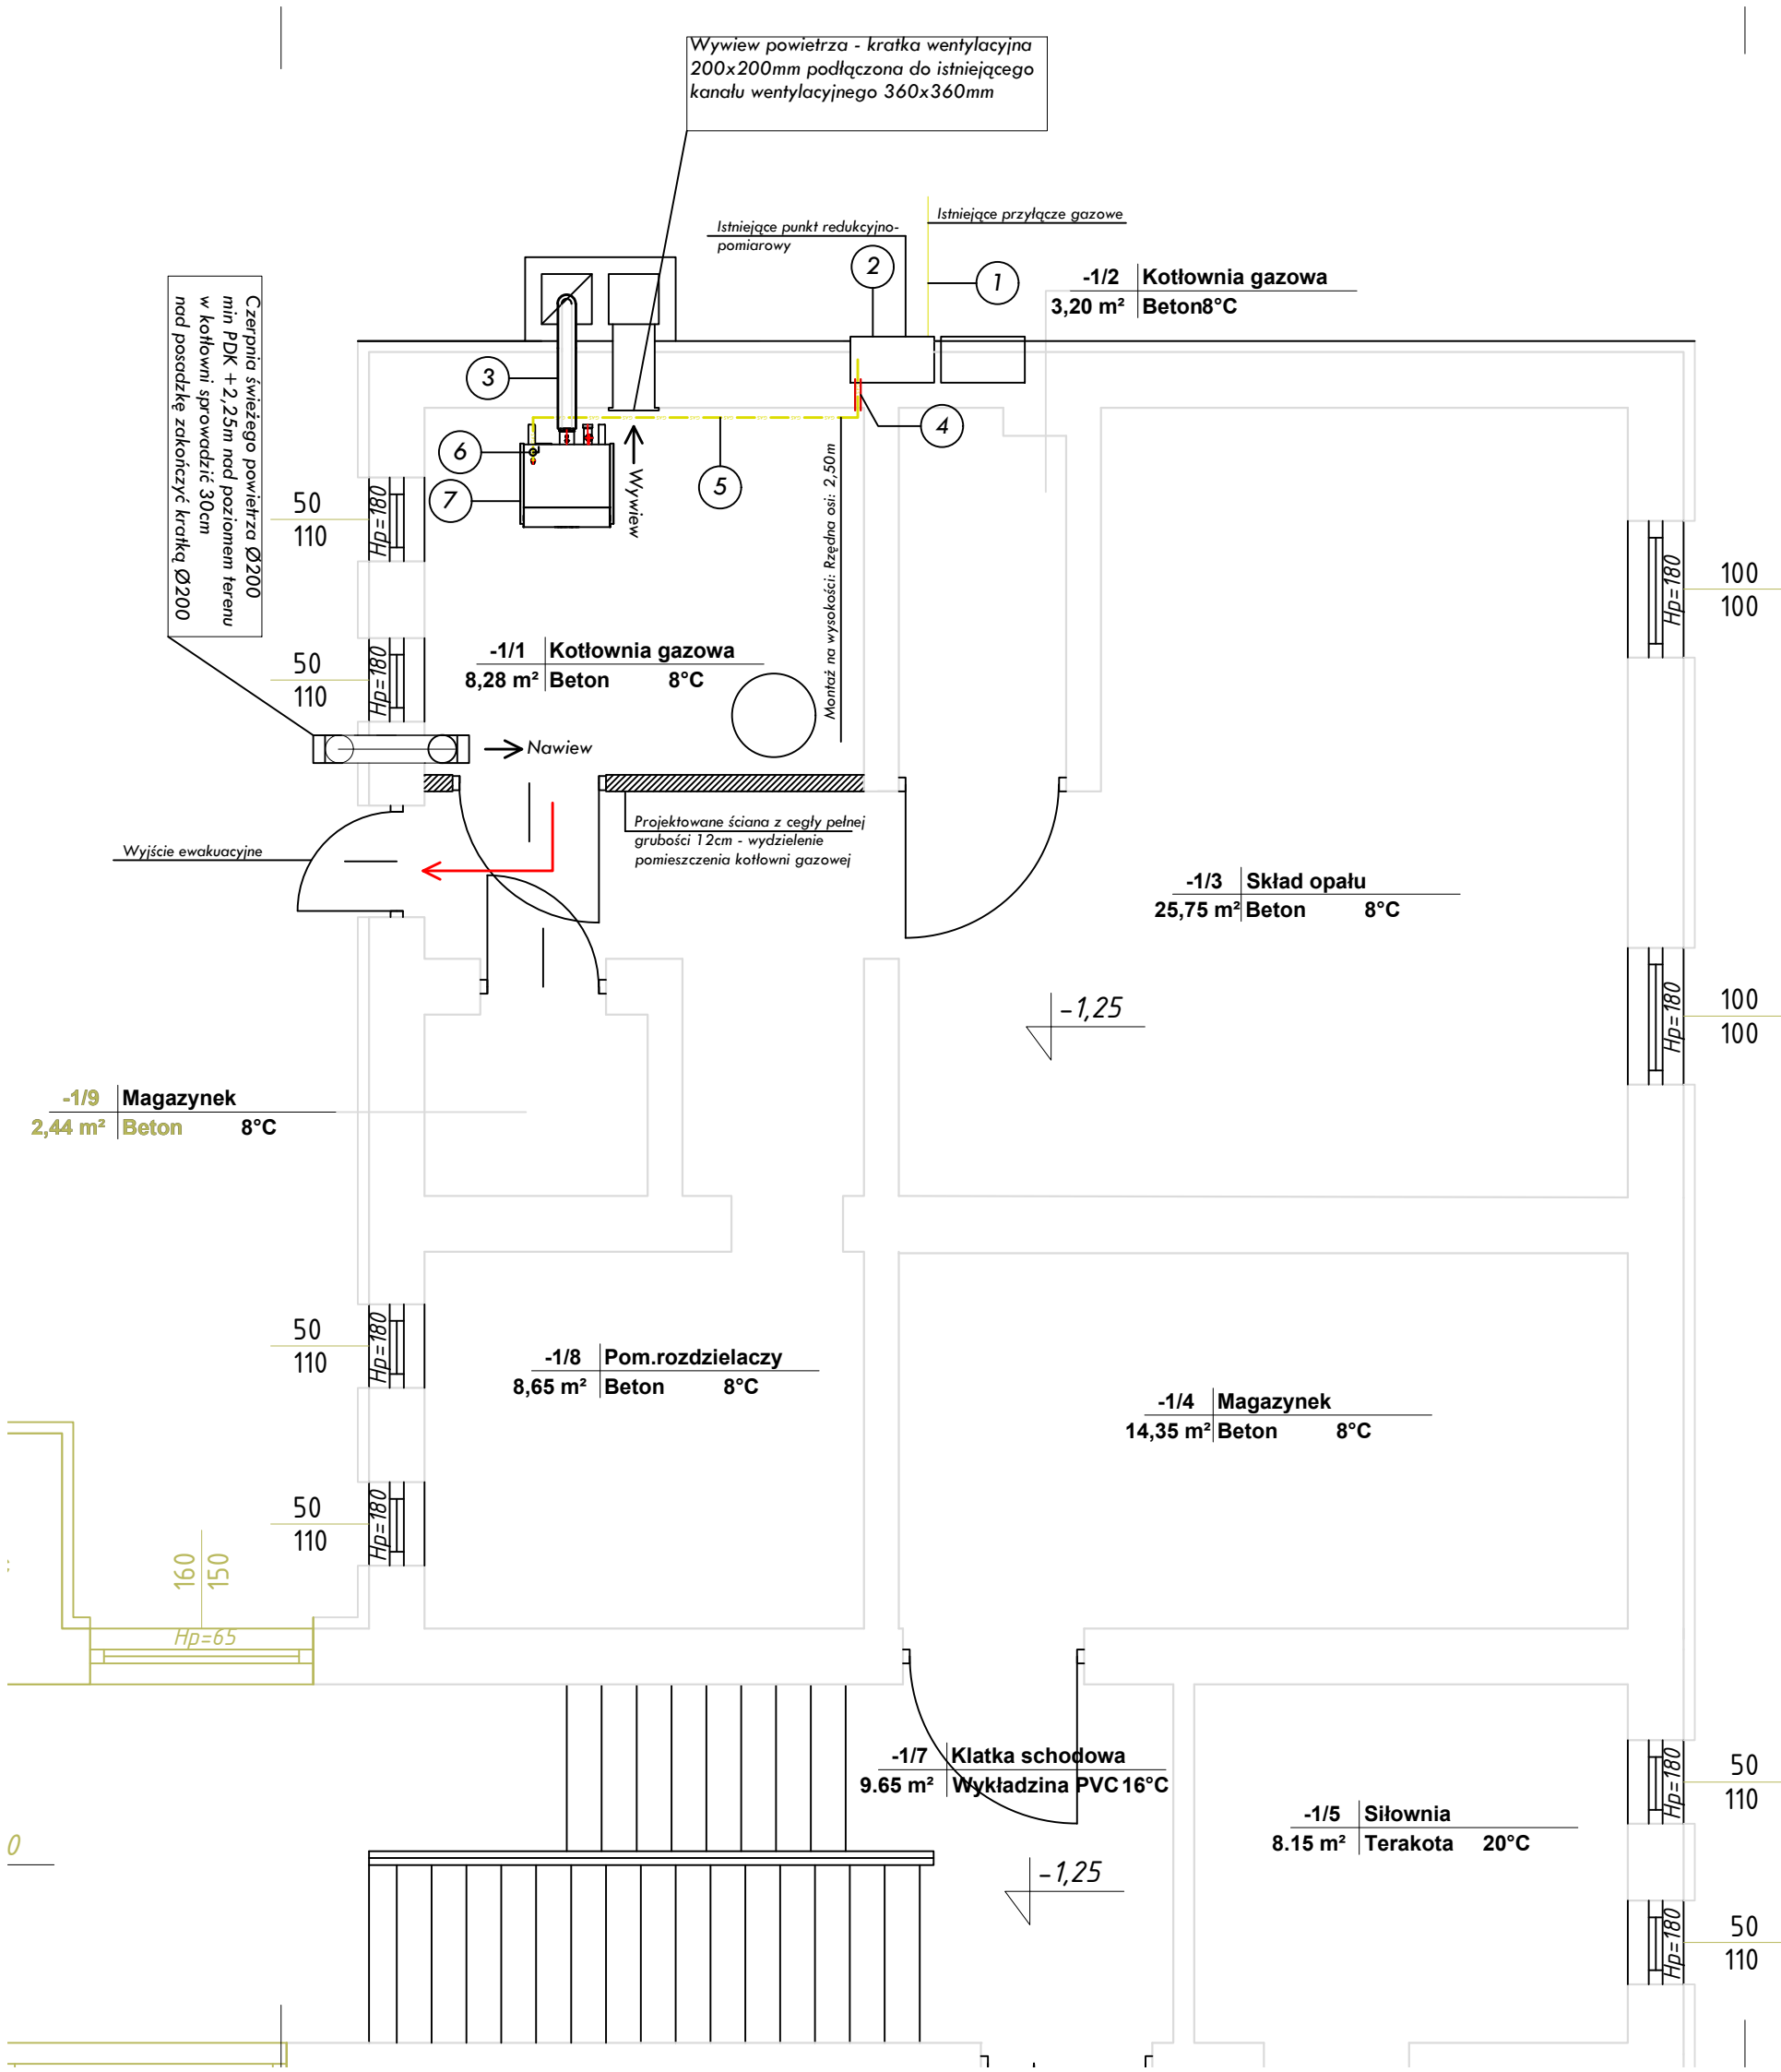 Wywiew powietrza - kratka wentylacyjna
200x200mm podłączona do istniejącego
kanału wentylacyjnego 360x360mm
Istniejące punkt redukcyjno-
pomiarowy
Istniejące przyłącze gazowe
1
2
3
4
5
6
7
-1/2 Kotłownia gazowa
3,20 m² Beton8°C
Czerpnia świeżego powietrza Ø200
min PDK +2,25m nad poziomem terenu
w kotłowni sprowadzić 30cm
nad posadzkę zakończyć kratką Ø200
Wywiew
Montaż na wysokości: Rzędna osi: 2,50m
50
110
Hp=180
50
110
Hp=180
100
100
Hp=180
-1/1 Kotłownia gazowa
8,28 m² Beton 8°C
Nawiew
Projektowane ściana z cegły pełnej
grubości 12cm - wydzielenie
pomieszczenia kotłowni gazowej
Wyjście ewakuacyjne
-1/3 Skład opału
25,75 m² Beton 8°C
-1,25
100
100
Hp=180
-1/9 Magazynek
2,44 m² Beton 8°C
50
110
Hp=180
-1/8 Pom.rozdzielaczy
8,65 m² Beton 8°C
-1/4 Magazynek
14,35 m² Beton 8°C
50
110
Hp=180
160
150
Hp=65
-1/7 Klatka schodowa
9.65 m² Wykładzina PVC 16°C
50
110
Hp=180
-1/5 Siłownia
8.15 m² Terakota 20°C
0
-1,25
50
110
Hp=180